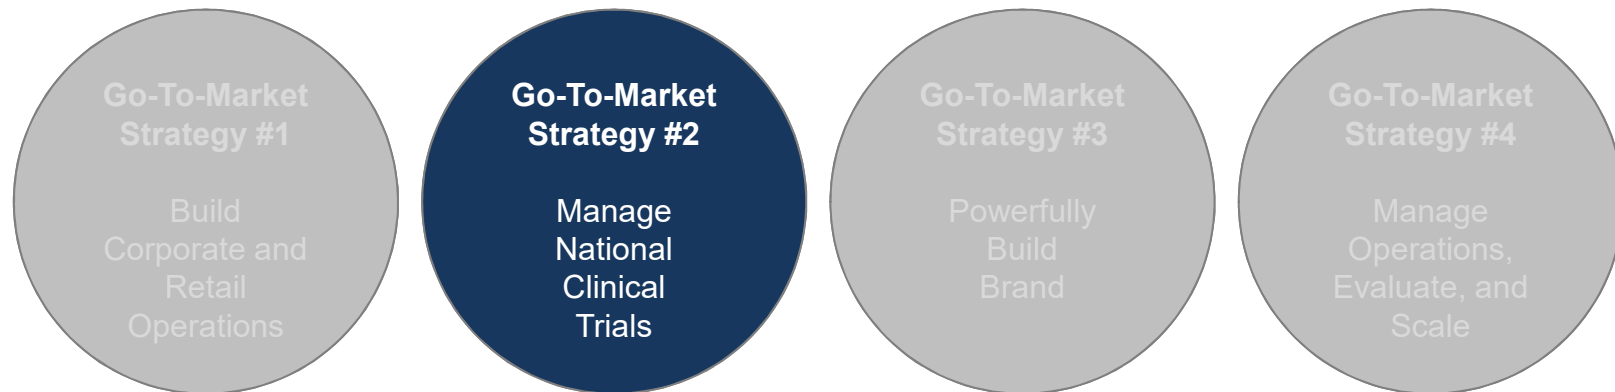 Go-To-Market
Strategy #1
Build
Corporate and
Retail
Operations
Go-To-Market
Strategy #2
Manage
National
Clinical
Trials
Go-To-Market
Strategy #3
Powerfully
Build
Brand
Go-To-Market
Strategy #4
Manage
Operations,
Evaluate, and
Scale